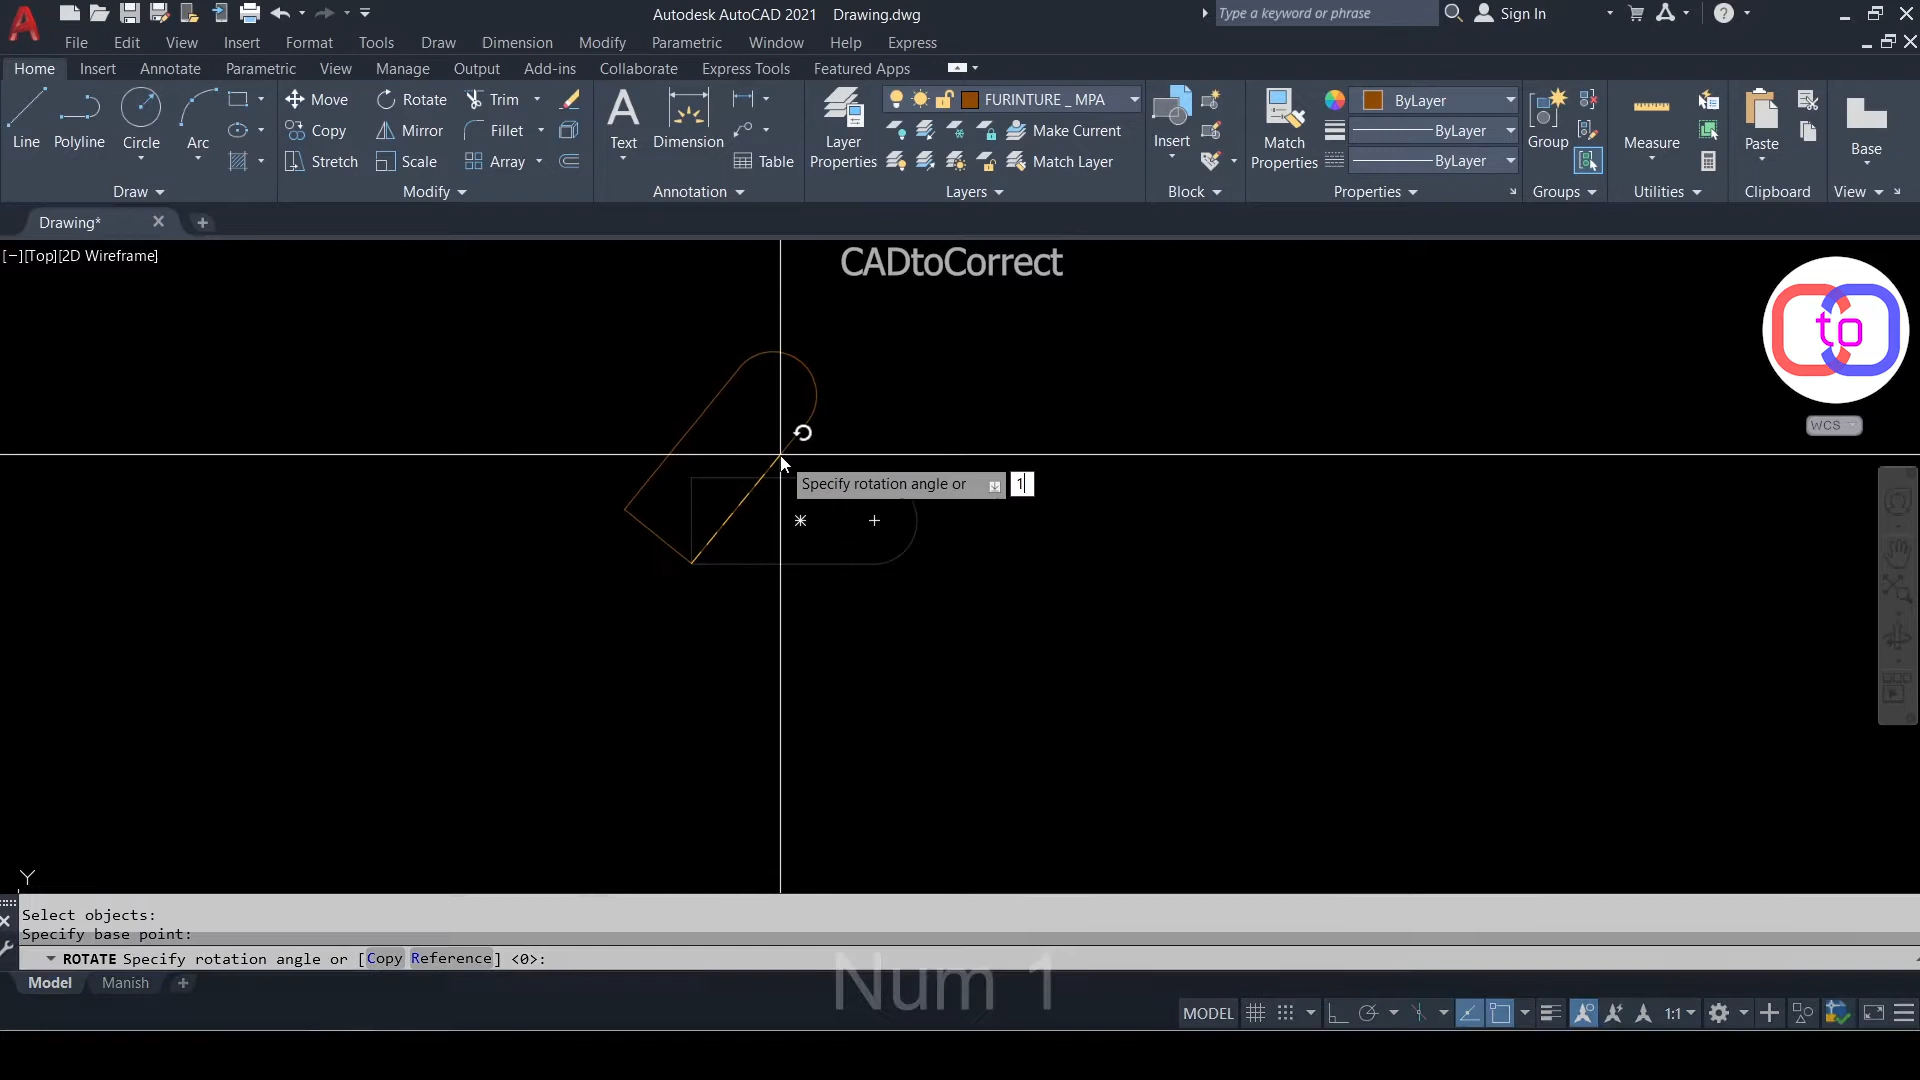 Autodesk AutoCAD 2021 Drawing.dwg
Type a keyword or phrase
Sign In
File Edit View Insert Format Tools Draw Dimension Modify Parametric Window Help Express
Home Insert Annotate Parametric View Manage Output Add-ins Collaborate Express Tools Featured Apps
Line
Polyline
Circle
Arc
Move
Rotate
Trim
Copy
Mirror
Fillet
Stretch
Scale
Array
Text
Dimension
Table
Layer Properties
FURINTURE _ MPA
Make Current
Match Layer
Insert
Match Properties
ByLayer
ByLayer
ByLayer
Group
Measure
Paste
Base
Draw
Modify
Annotation
Layers
Block
Properties
Groups
Utilities
Clipboard
View
Drawing*
[−][Top][2D Wireframe]
CADtoCorrect
to
WCS
Specify rotation angle or 1
Y
Select objects:
Specify base point:
ROTATE Specify rotation angle or [Copy Reference] <0>:
Num 1
Model Manish
MODEL
1:1